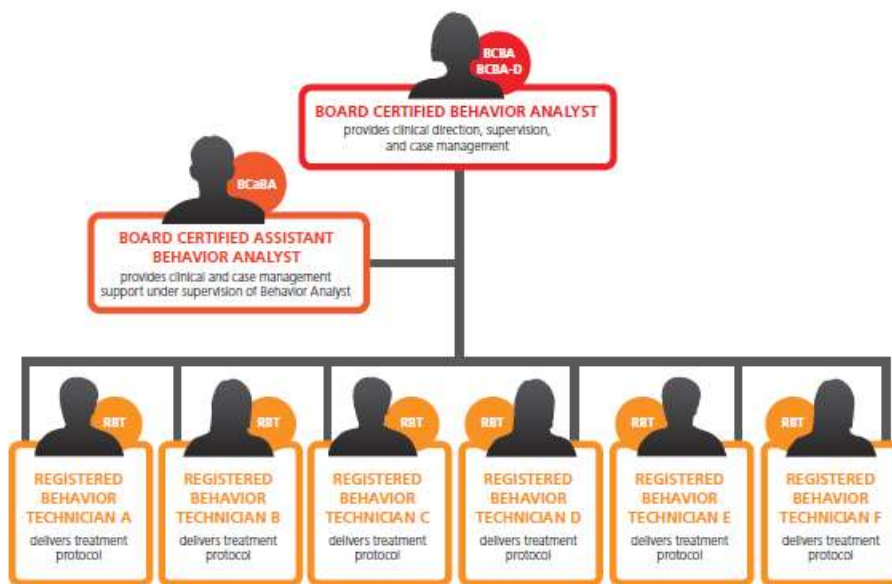 BCBA
BCBA-D
BOARD CERTIFIED BEHAVIOR ANALYST
provides clinical direction, supervision,
and case management
BCaBA
BOARD CERTIFIED ASSISTANT
BEHAVIOR ANALYST
provides clinical and case management
support under supervision of Behavior Analyst
RBT
REGISTERED
BEHAVIOR
TECHNICIAN A
delivers treatment
protocol
RBT
REGISTERED
BEHAVIOR
TECHNICIAN B
delivers treatment
protocol
RBT
REGISTERED
BEHAVIOR
TECHNICIAN C
delivers treatment
protocol
RBT
REGISTERED
BEHAVIOR
TECHNICIAN D
delivers treatment
protocol
RBT
REGISTERED
BEHAVIOR
TECHNICIAN E
delivers treatment
protocol
RBT
REGISTERED
BEHAVIOR
TECHNICIAN F
delivers treatment
protocol